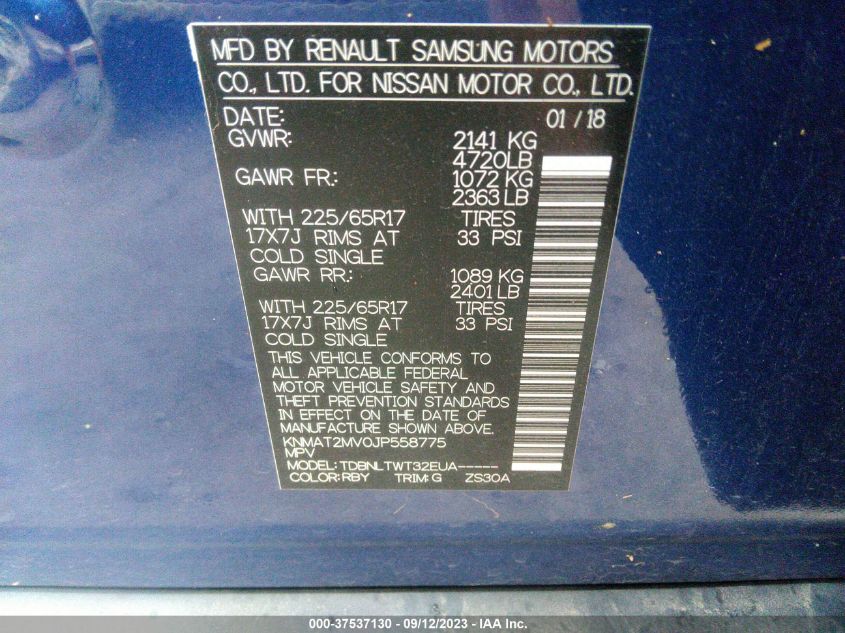 MFD BY RENAULT SAMSUNG MOTORS
CO., LTD. FOR NISSAN MOTOR CO., LTD.
DATE: 01 / 18
GVWR: 2141 KG
4720LB
GAWR FR.: 1072 KG
2363 LB
WITH 225/65R17 TIRES
17X7J RIMS AT 33 PSI
COLD SINGLE
GAWR RR.: 1089 KG
2401 LB
WITH 225/65R17 TIRES
17X7J RIMS AT 33 PSI
COLD SINGLE
THIS VEHICLE CONFORMS TO
ALL APPLICABLE FEDERAL
MOTOR VEHICLE SAFETY AND
THEFT PREVENTION STANDARDS
IN EFFECT ON THE DATE OF
MANUFACTURE SHOWN ABOVE.
KNMAT2MV0JP558775
MPV
MODEL: TDBNLTWT32EUA-----
COLOR: RBY TRIM: G ZS30A
000-37537130 - 09/12/2023 - IAA Inc.